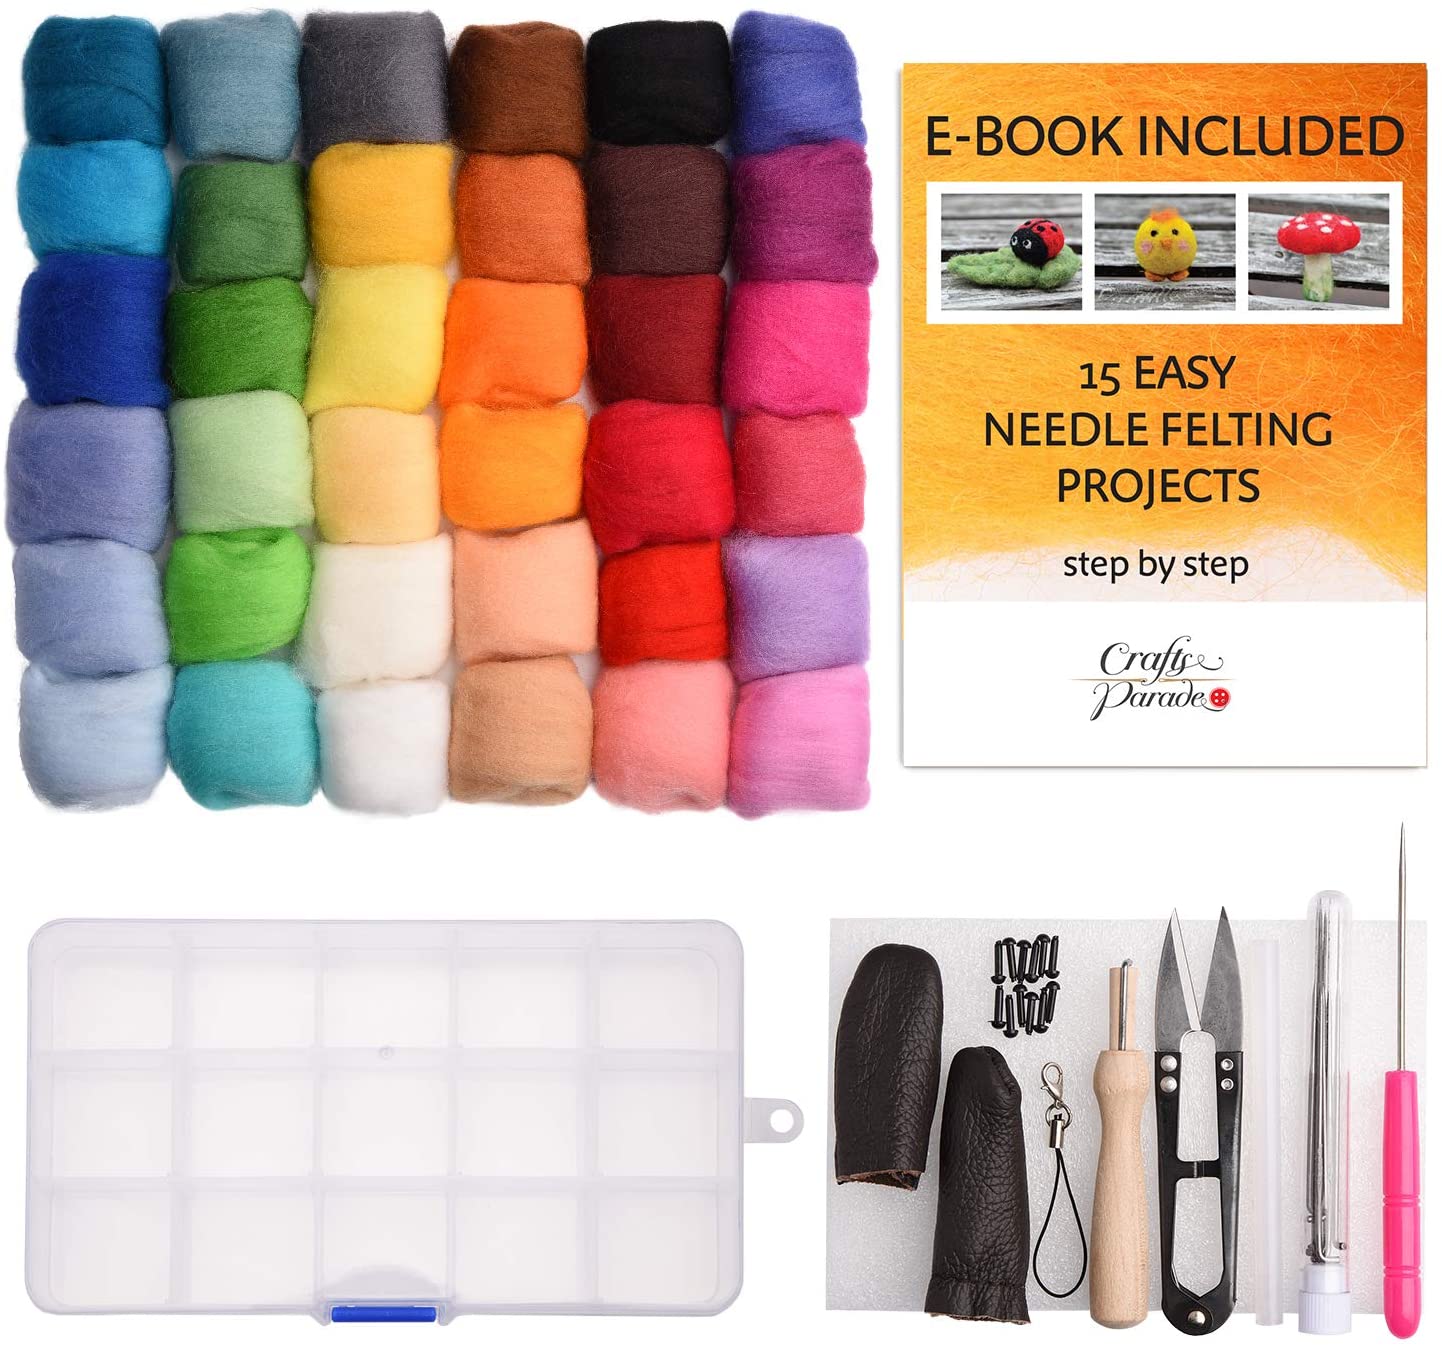 E-BOOK INCLUDED
15 EASY
NEEDLE FELTING
PROJECTS
step by step
Crafts
Parade